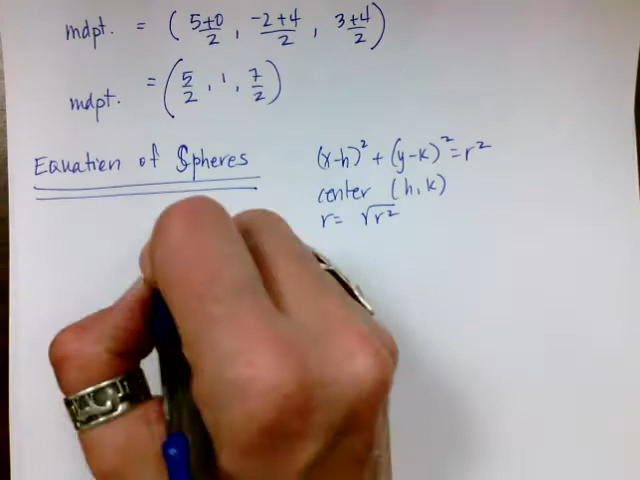 mdpt. = ( 5+0/2 , -2+4/2 , 3+4/2 )
mdpt. = ( 5/2 , 1 , 7/2 )
Equation of Spheres
(x-h)² + (y-k)² = r²
center (h, k)
r = √r²